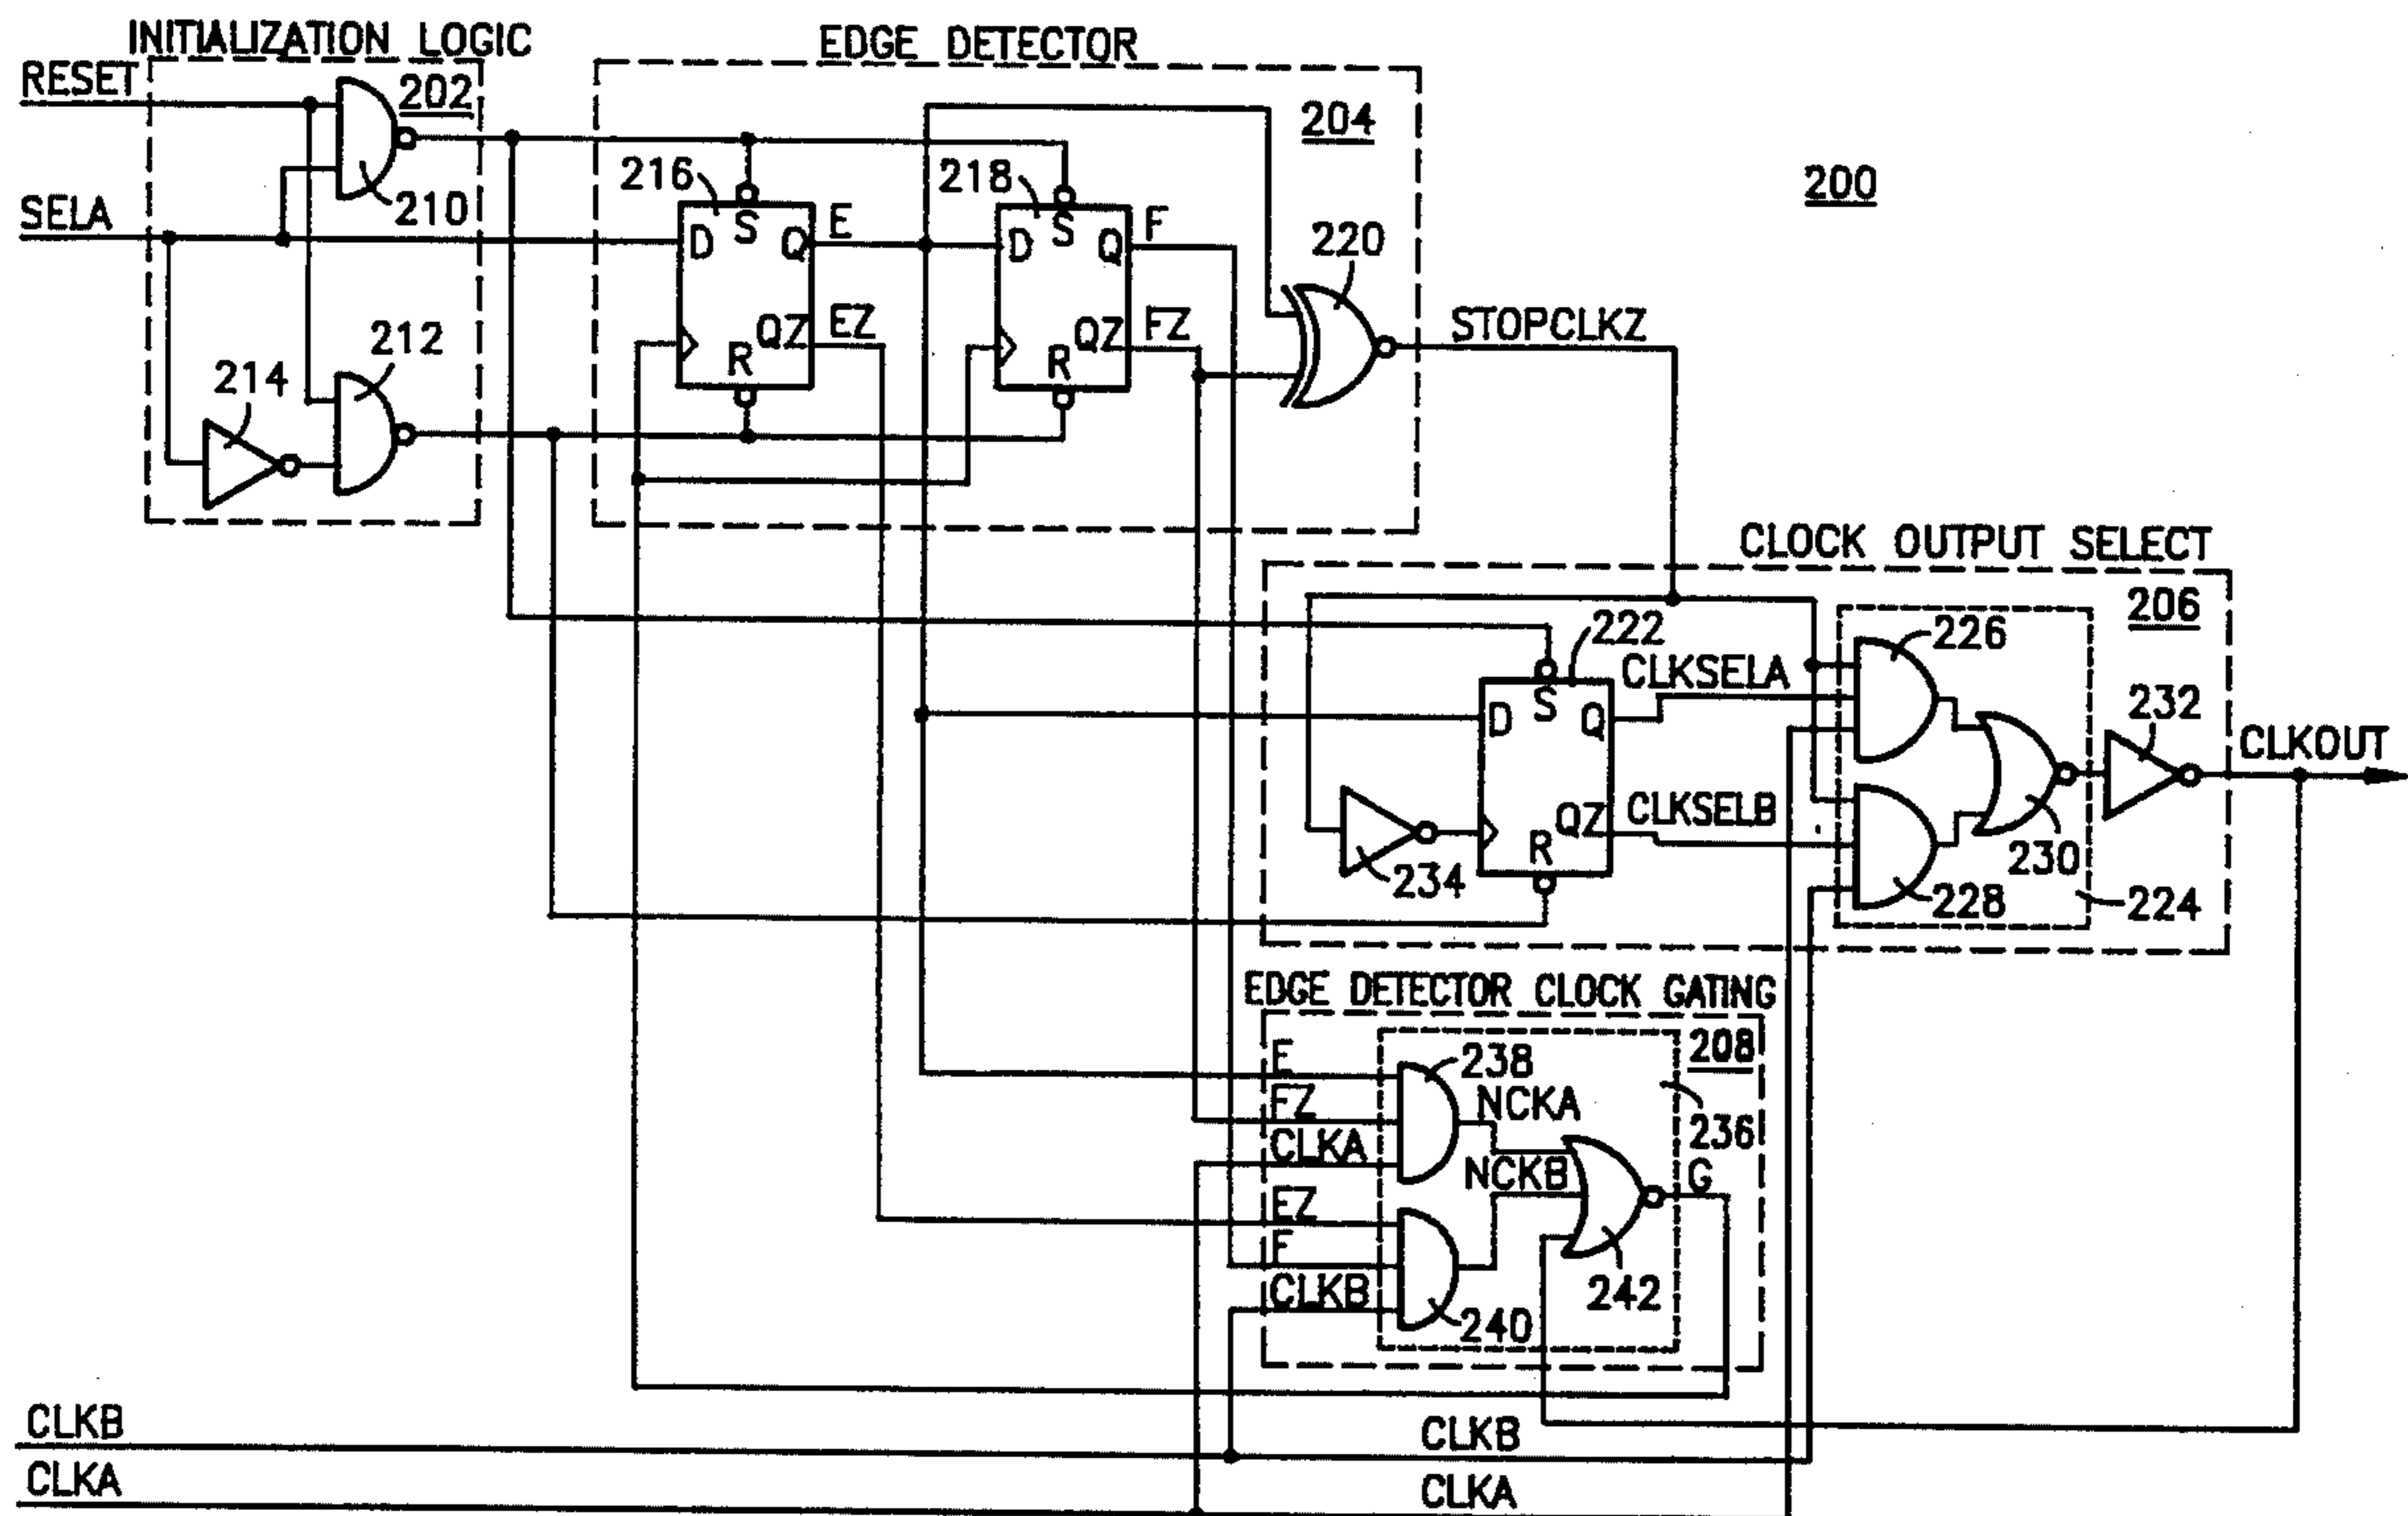 INITIALIZATION LOGIC
EDGE DETECTOR
RESET
202
204
216
218
200
SELA
210
D S Q E
D S Q F
220
212
QZ EZ
QZ FZ
STOPCLKZ
R
R
214
CLOCK OUTPUT SELECT
206
222
226
CLKSELA
D S Q
232
CLKOUT
CLKSELB
QZ
R
230
234
228
224
EDGE DETECTOR CLOCK GATING
208
E
238
FZ
NCKA
236
CLKA
NCKB
G
EZ
F
CLKB
242
240
CLKB
CLKB
CLKA
CLKA